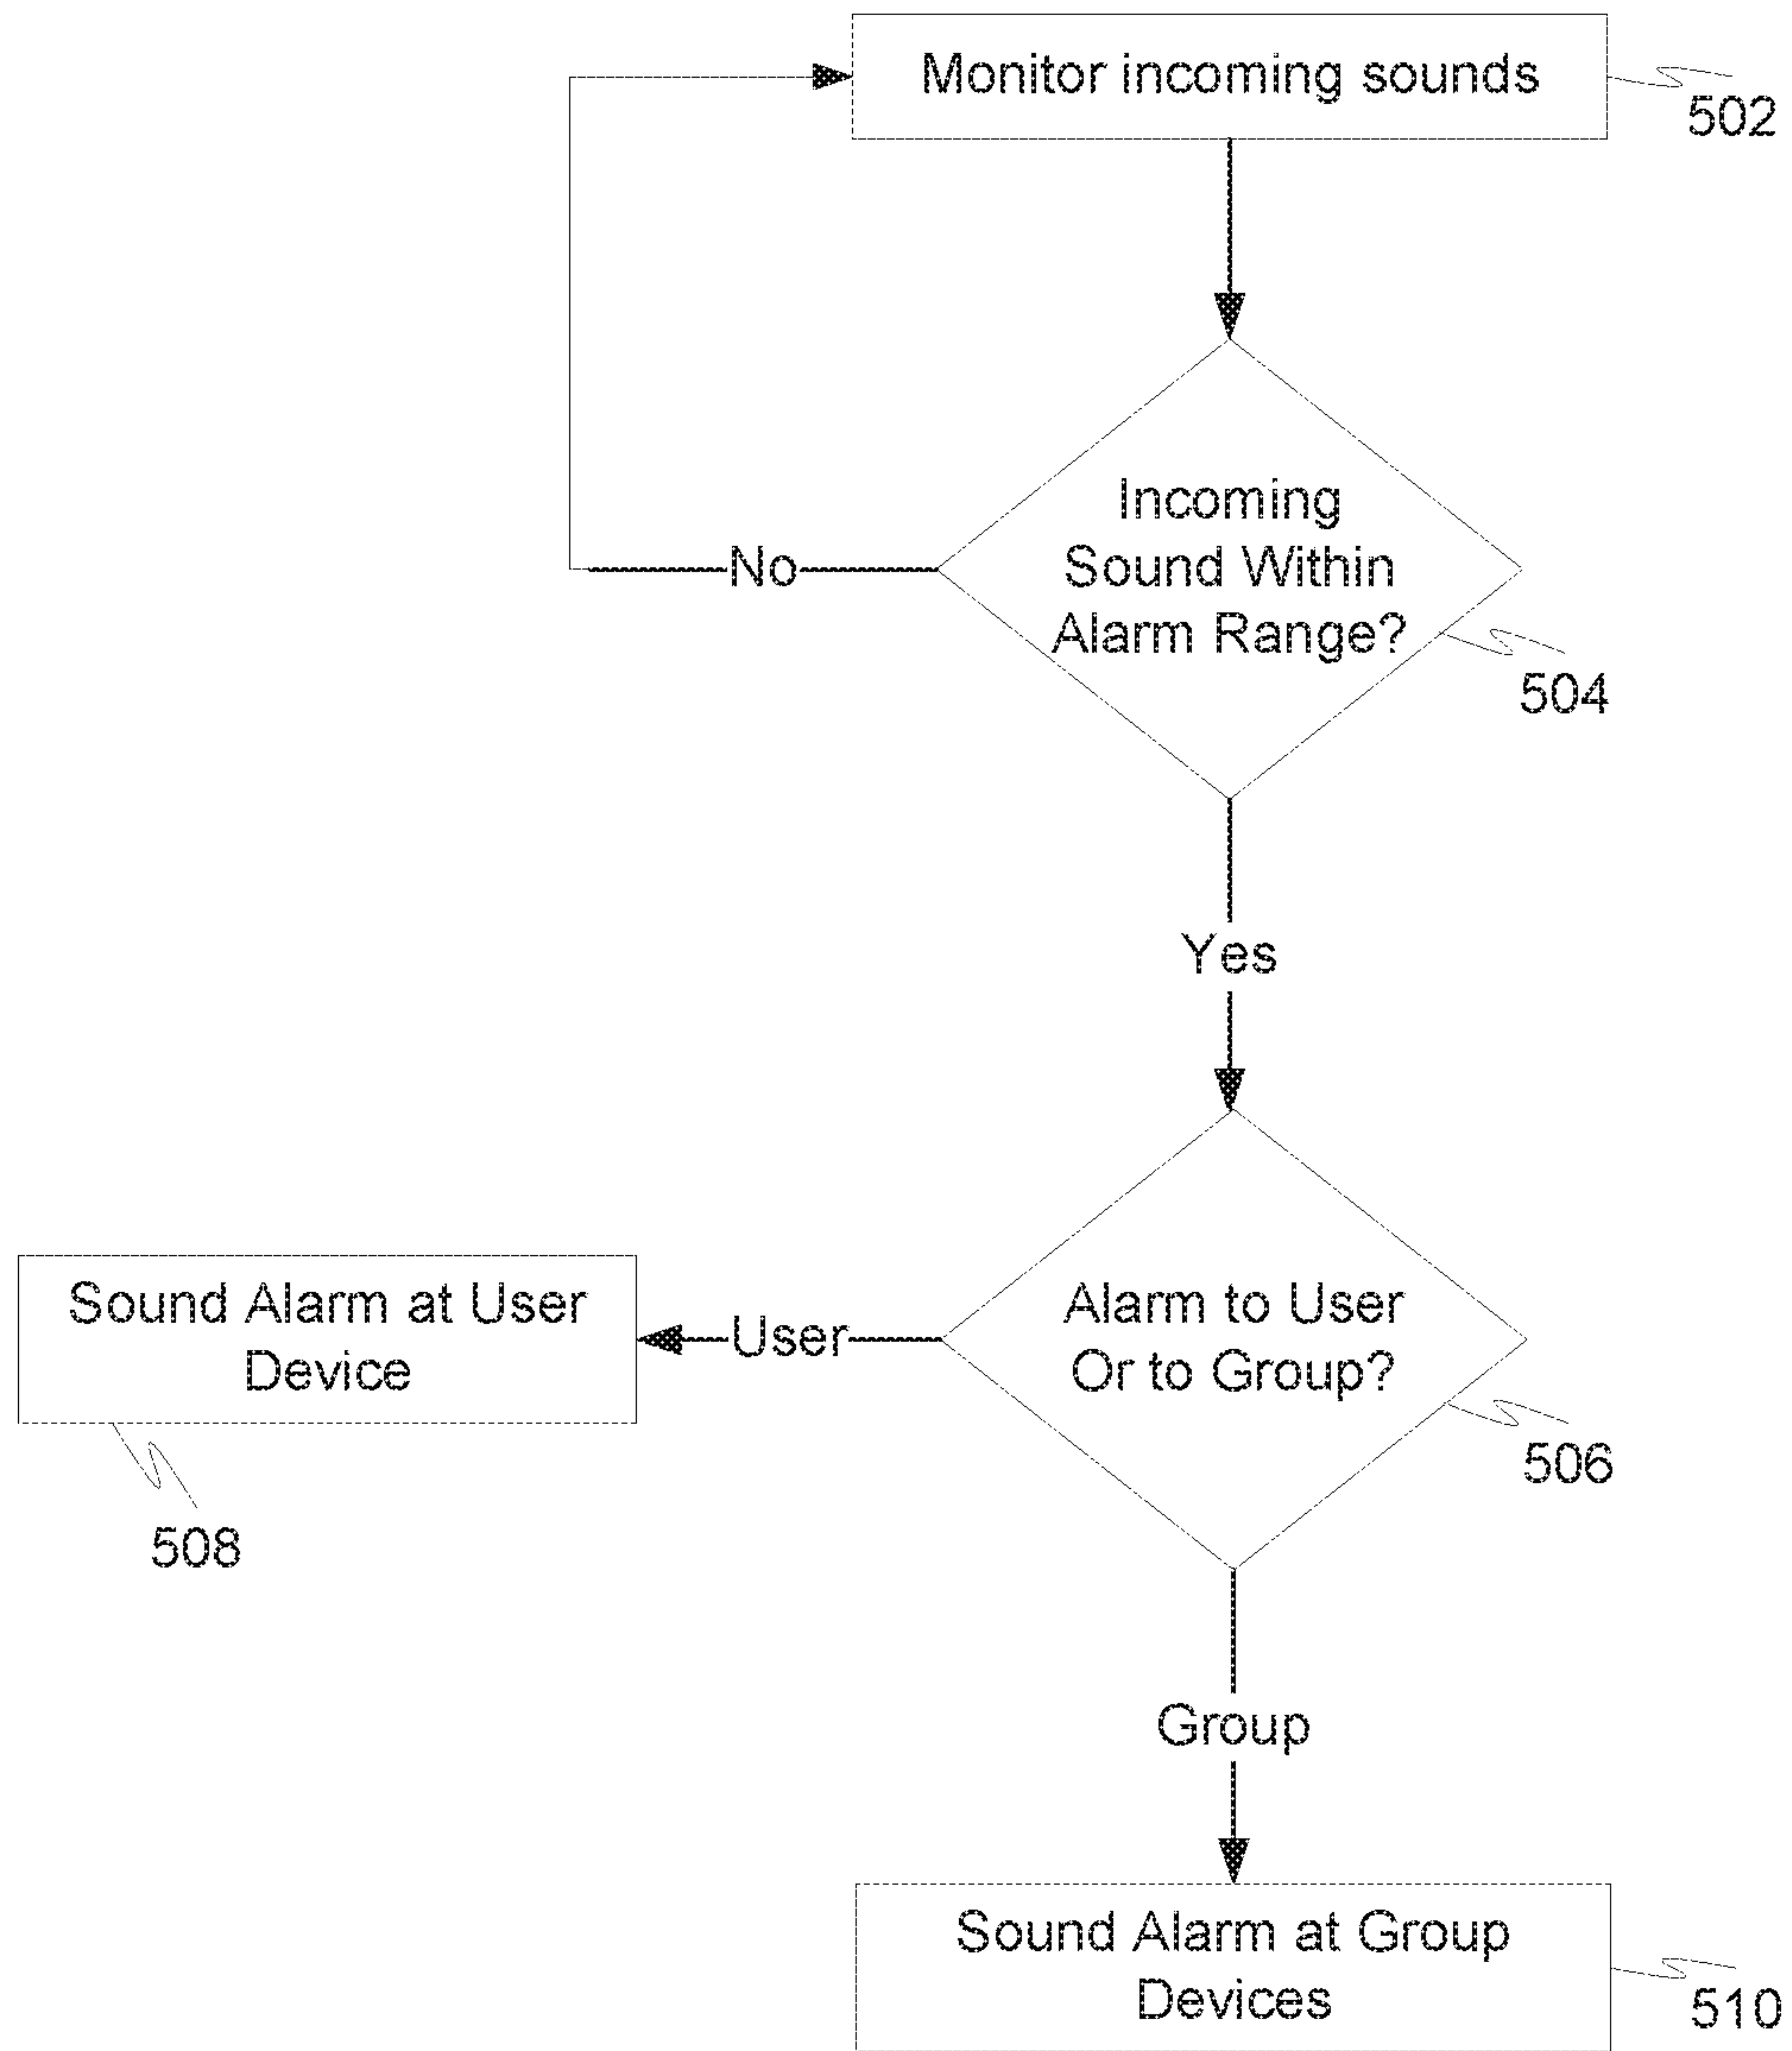 Monitor incoming sounds
502
Incoming
Sound Within
Alarm Range?
504
No
Yes
Alarm to User
Or to Group?
506
User
Sound Alarm at User
Device
508
Group
Sound Alarm at Group
Devices
510